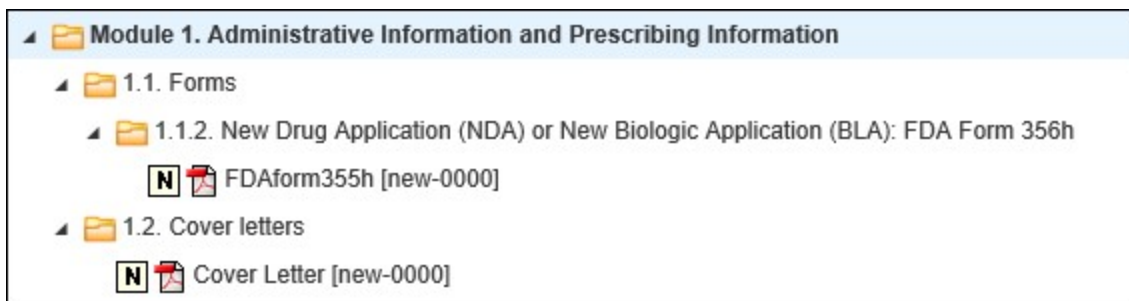 Module 1. Administrative Information and Prescribing Information
1.1. Forms
1.1.2. New Drug Application (NDA) or New Biologic Application (BLA): FDA Form 356h
N FDAform355h [new-0000]
1.2. Cover letters
N Cover Letter [new-0000]